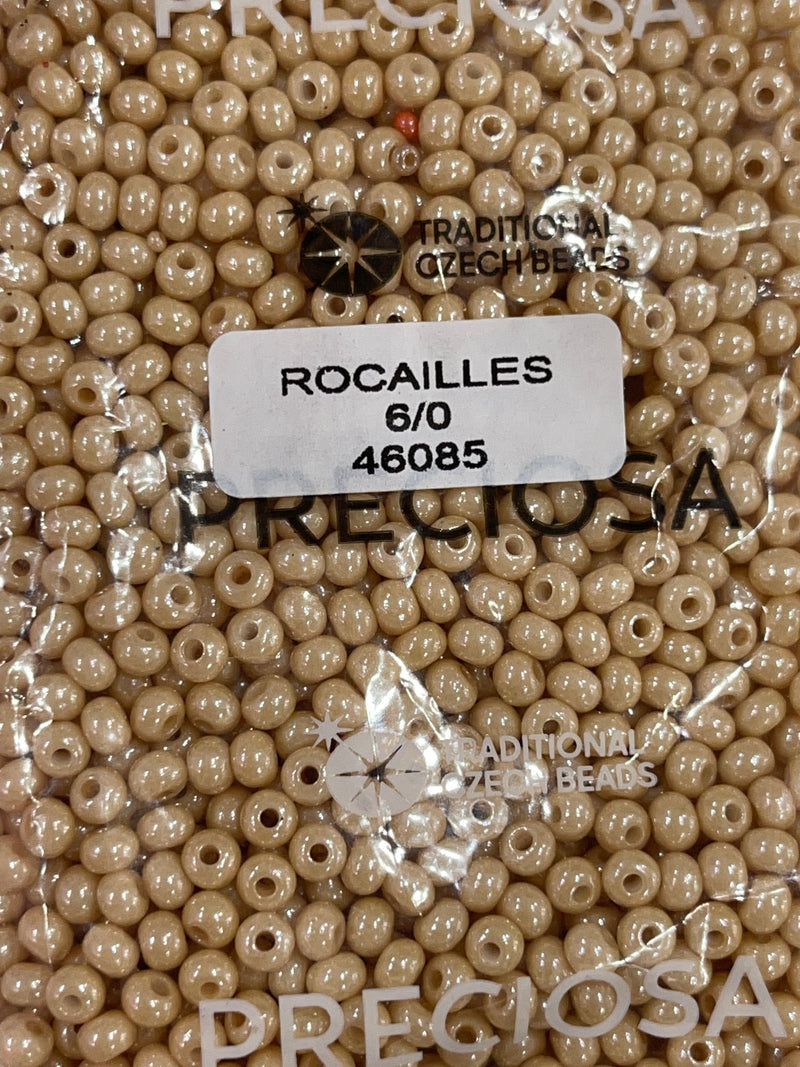 PRECIOSA
TRADITIONAL
CZECH BEADS
ROCAILLES
6/0
46085
PRECIOSA
TRADITIONAL
CZECH BEADS
PRECIOSA